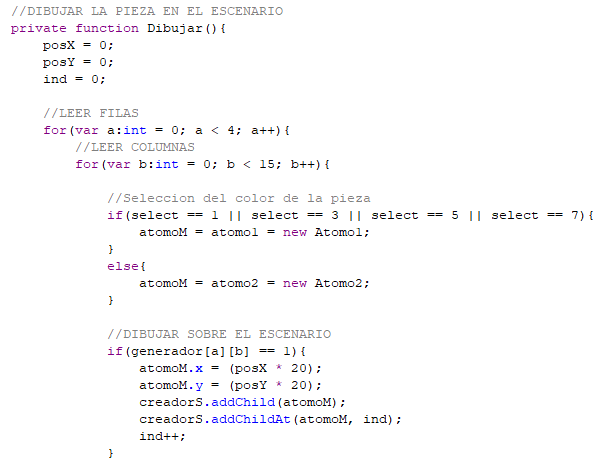 //DIBUJAR LA PIEZA EN EL ESCENARIO
private function Dibujar(){
posX = 0;
posY = 0;
ind = 0;
//LEER FILAS
for(var a:int = 0; a < 4; a++){
//LEER COLUMNAS
for(var b:int = 0; b < 15; b++){
//Seleccion del color de la pieza
if(select == 1 || select == 3 || select == 5 || select == 7){
atomoM = atomo1 = new Atomo1;
}
else{
atomoM = atomo2 = new Atomo2;
}
//DIBUJAR SOBRE EL ESCENARIO
if(generador[a][b] == 1){
atomoM.x = (posX * 20);
atomoM.y = (posY * 20);
creadorS.addChild(atomoM);
creadorS.addChildAt(atomoM, ind);
ind++;
}